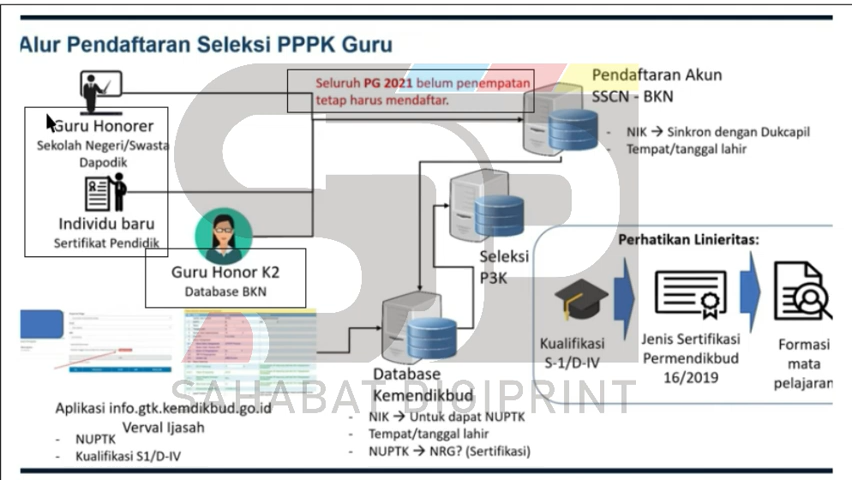 Alur Pendaftaran Seleksi PPPK Guru
Seluruh PG 2021 belum penempatan
tetap harus mendaftar.
Pendaftaran Akun
SSCN - BKN
- NIK → Sinkron dengan Dukcapil
- Tempat/tanggal lahir
Guru Honorer
Sekolah Negeri/Swasta
Dapodik
Individu baru
Sertifikat Pendidik
Guru Honor K2
Database BKN
Seleksi
P3K
Perhatikan Linieritas:
Kualifikasi
S-1/D-IV
Jenis Sertifikasi
Permendikbud
16/2019
Formasi
mata
pelajaran
Database
Kemendikbud
- NIK → Untuk dapat NUPTK
- Tempat/tanggal lahir
- NUPTK → NRG? (Sertifikasi)
Aplikasi info.gtk.kemdikbud.go.id
Verval Ijasah
- NUPTK
- Kualifikasi S1/D-IV
SAHABAT DIGIPRINT